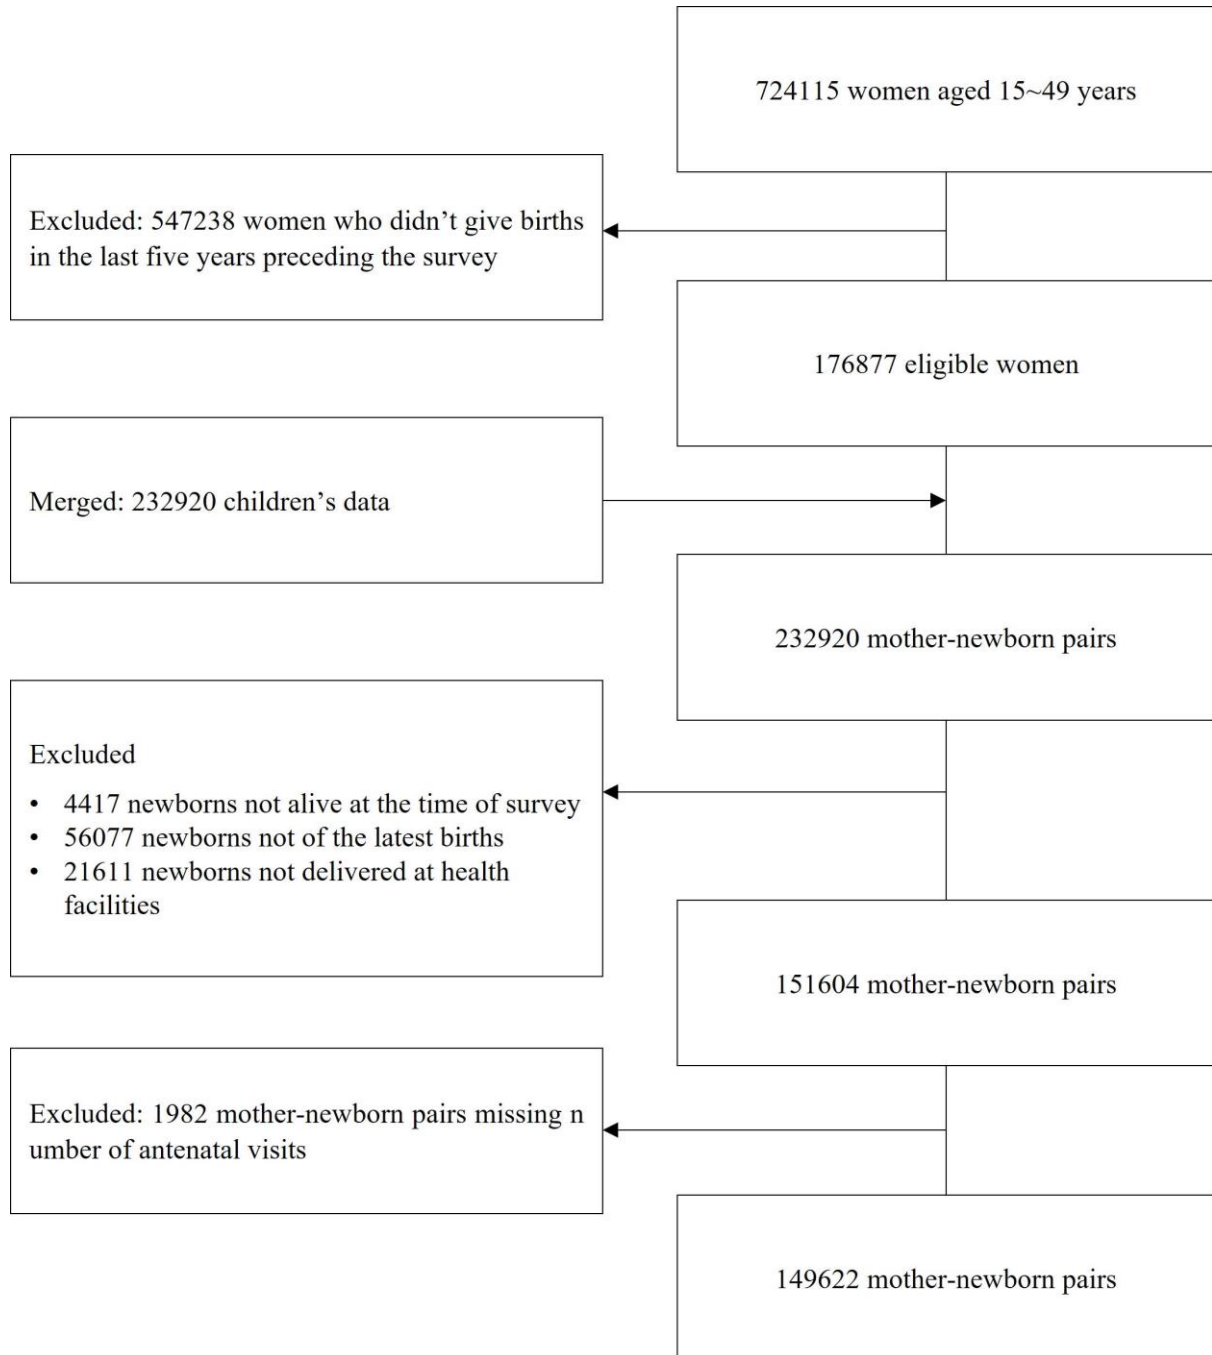 724115 women aged 15~49 years
Excluded: 547238 women who didn’t give births
in the last five years preceding the survey
176877 eligible women
Merged: 232920 children’s data
232920 mother-newborn pairs
Excluded
• 4417 newborns not alive at the time of survey
• 56077 newborns not of the latest births
• 21611 newborns not delivered at health
facilities
151604 mother-newborn pairs
Excluded: 1982 mother-newborn pairs missing n
umber of antenatal visits
149622 mother-newborn pairs